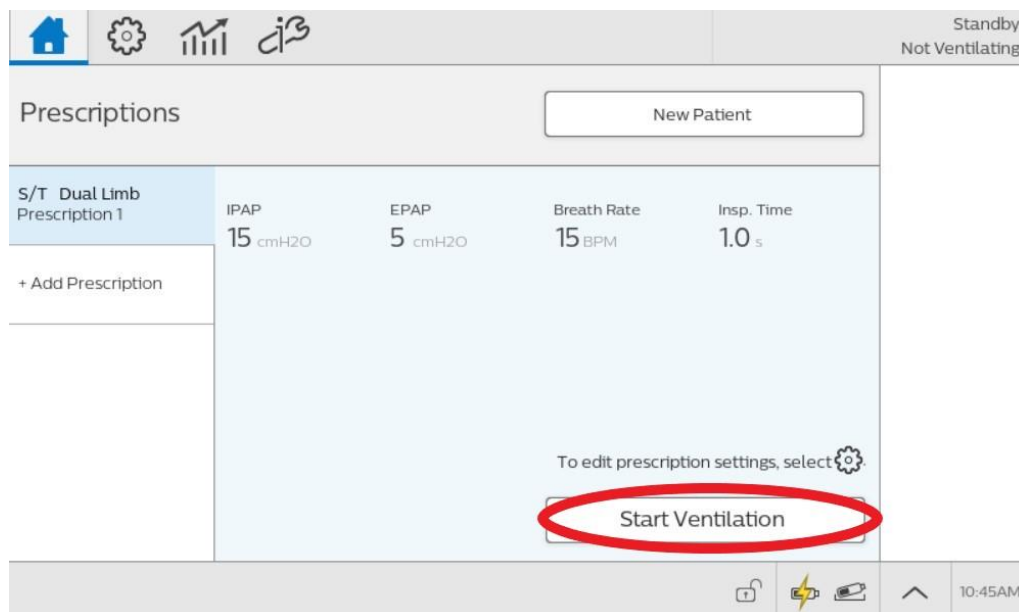 Standby
Not Ventilating
Prescriptions
New Patient
S/T Dual Limb
Prescription 1
+ Add Prescription
IPAP
15 cmH2O
EPAP
5 cmH2O
Breath Rate
15 BPM
Insp. Time
1.0 s
To edit prescription settings, select .
Start Ventilation
10:45AM